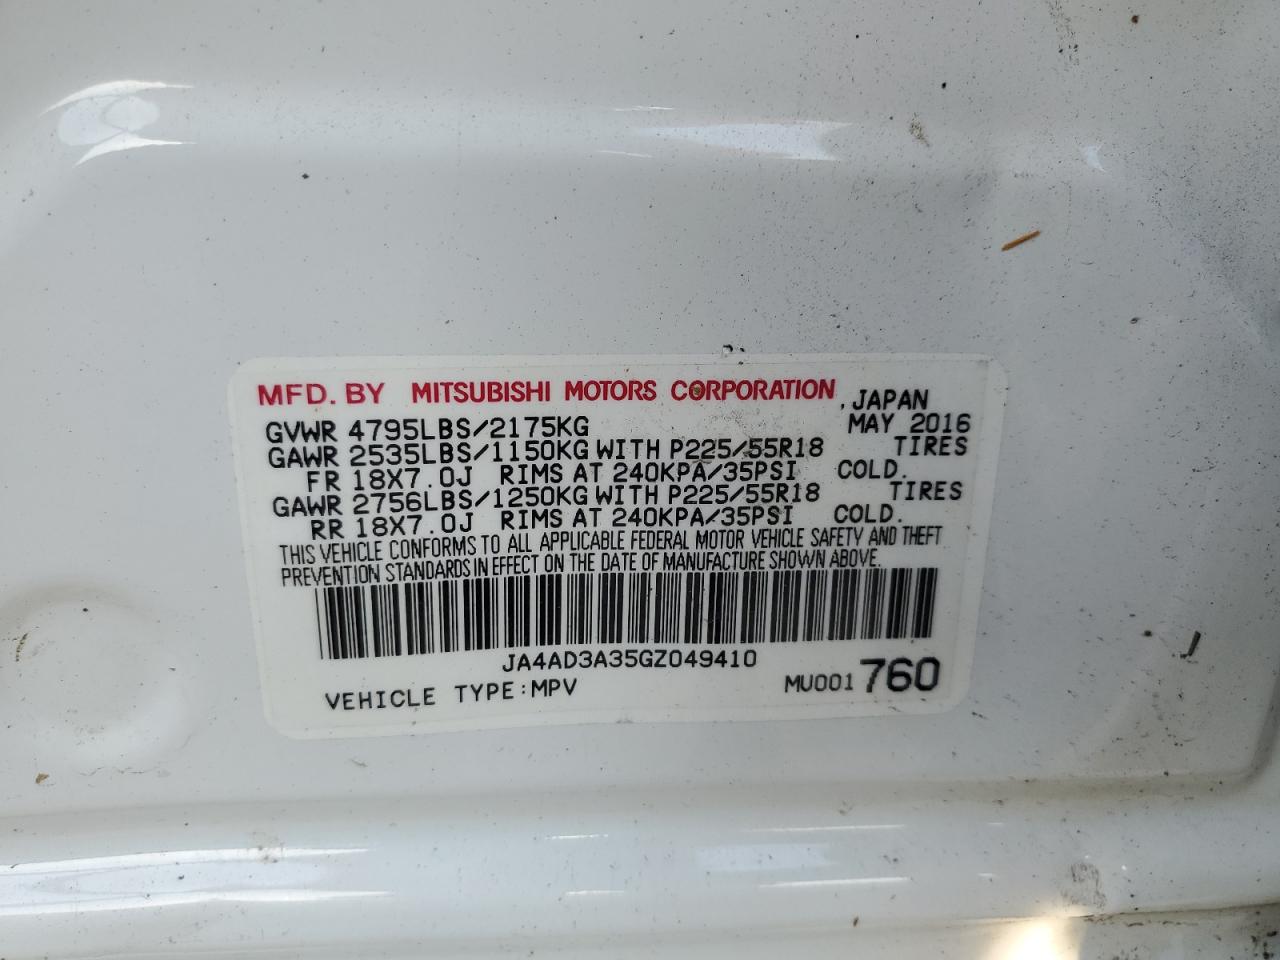 MFD. BY MITSUBISHI MOTORS CORPORATION, JAPAN
GVWR 4795LBS/2175KG MAY 2016
GAWR 2535LBS/1150KG WITH P225/55R18 TIRES
FR 18X7.0J RIMS AT 240KPA/35PSI COLD.
GAWR 2756LBS/1250KG WITH P225/55R18 TIRES
RR 18X7.0J RIMS AT 240KPA/35PSI COLD.
THIS VEHICLE CONFORMS TO ALL APPLICABLE FEDERAL MOTOR VEHICLE SAFETY AND THEFT
PREVENTION STANDARDS IN EFFECT ON THE DATE OF MANUFACTURE SHOWN ABOVE.
JA4AD3A35GZ049410
VEHICLE TYPE:MPV MU001 760